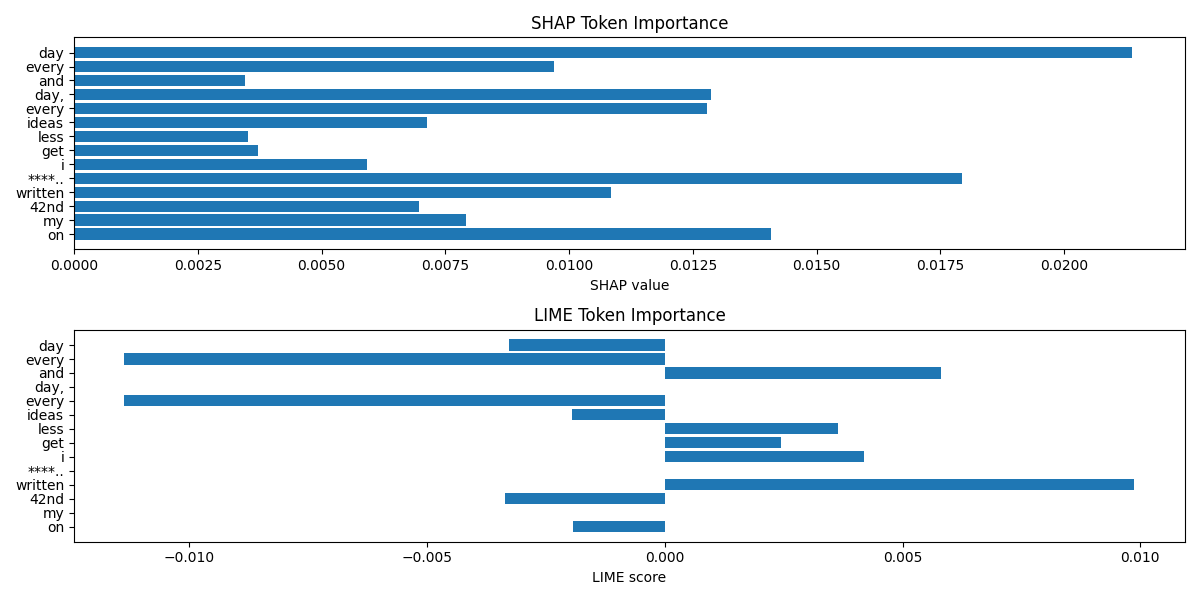 SHAP Token Importance
day
every
and
day,
every
ideas
less
get
i
****..
written
42nd
my
on
0.0000 0.0025 0.0050 0.0075 0.0100 0.0125 0.0150 0.0175 0.0200
SHAP value
LIME Token Importance
day
every
and
day,
every
ideas
less
get
i
****..
written
42nd
my
on
−0.010 −0.005 0.000 0.005 0.010
LIME score